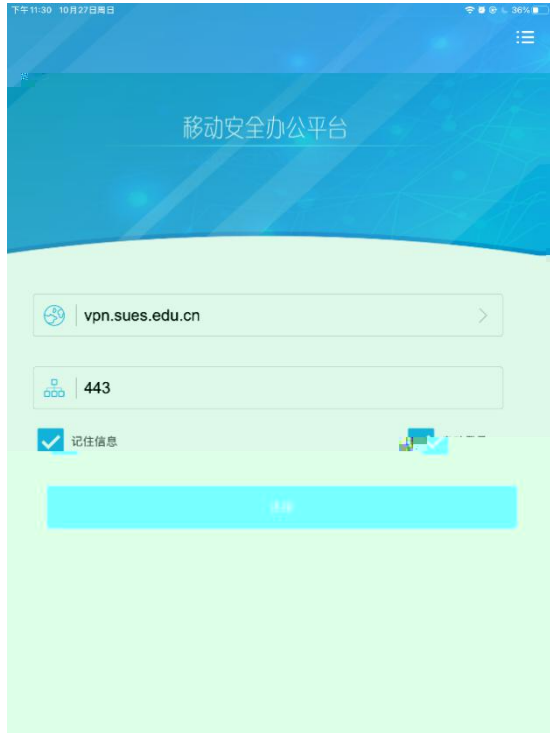 下午11:30 10月27日周日 36%
移动安全办公平台
vpn.sues.edu.cn
443
记住信息